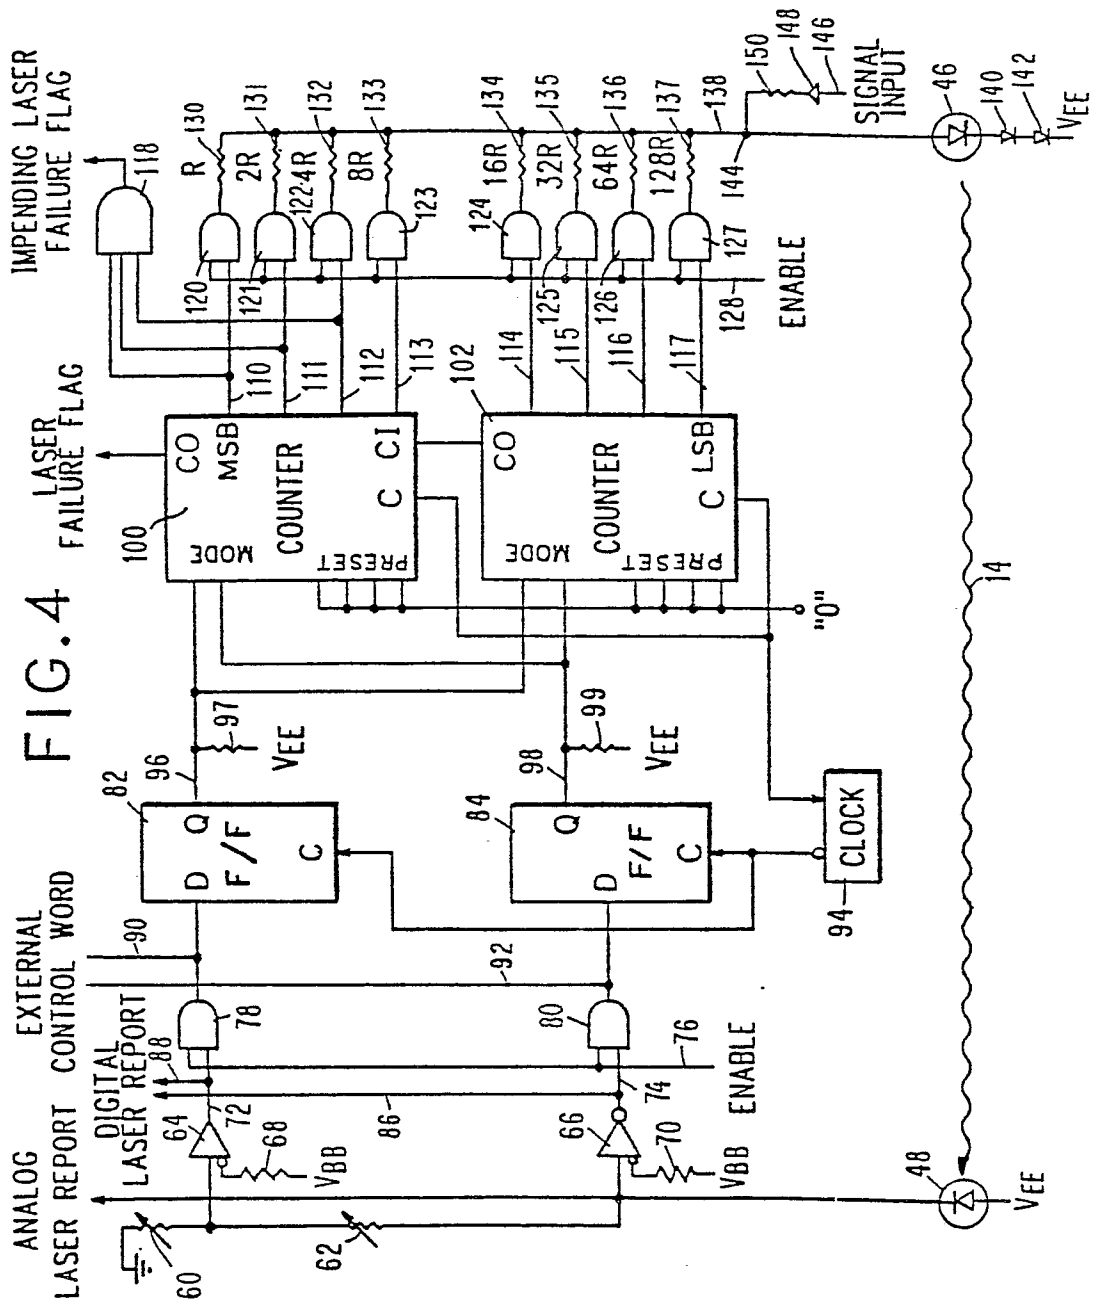 FIG.4
ANALOG
LASER REPORT
DIGITAL
LASER REPORT
EXTERNAL
CONTROL WORD
LASER
FAILURE FLAG
IMPENDING LASER
FAILURE FLAG
60
62
64
66
68
70
72
74
76
78
80
82
84
86
88
90
92
94
96
97
98
99
100
102
110
111
112
113
114
115
116
117
118
120
121
122
123
124
125
126
127
128
130
131
132
133
134
135
136
137
138
140
142
144
146
148
150
14
46
48
VBB
VBB
ENABLE
D Q
F/F
C
D Q
F/F
C
VEE
VEE
CLOCK
MODE
CO
MSB
COUNTER
PRESET
C
CI
MODE
CO
COUNTER
PRESET
C
LSB
"0"
R
2R
4R
8R
16R
32R
64R
128R
ENABLE
SIGNAL
INPUT
VEE
VEE